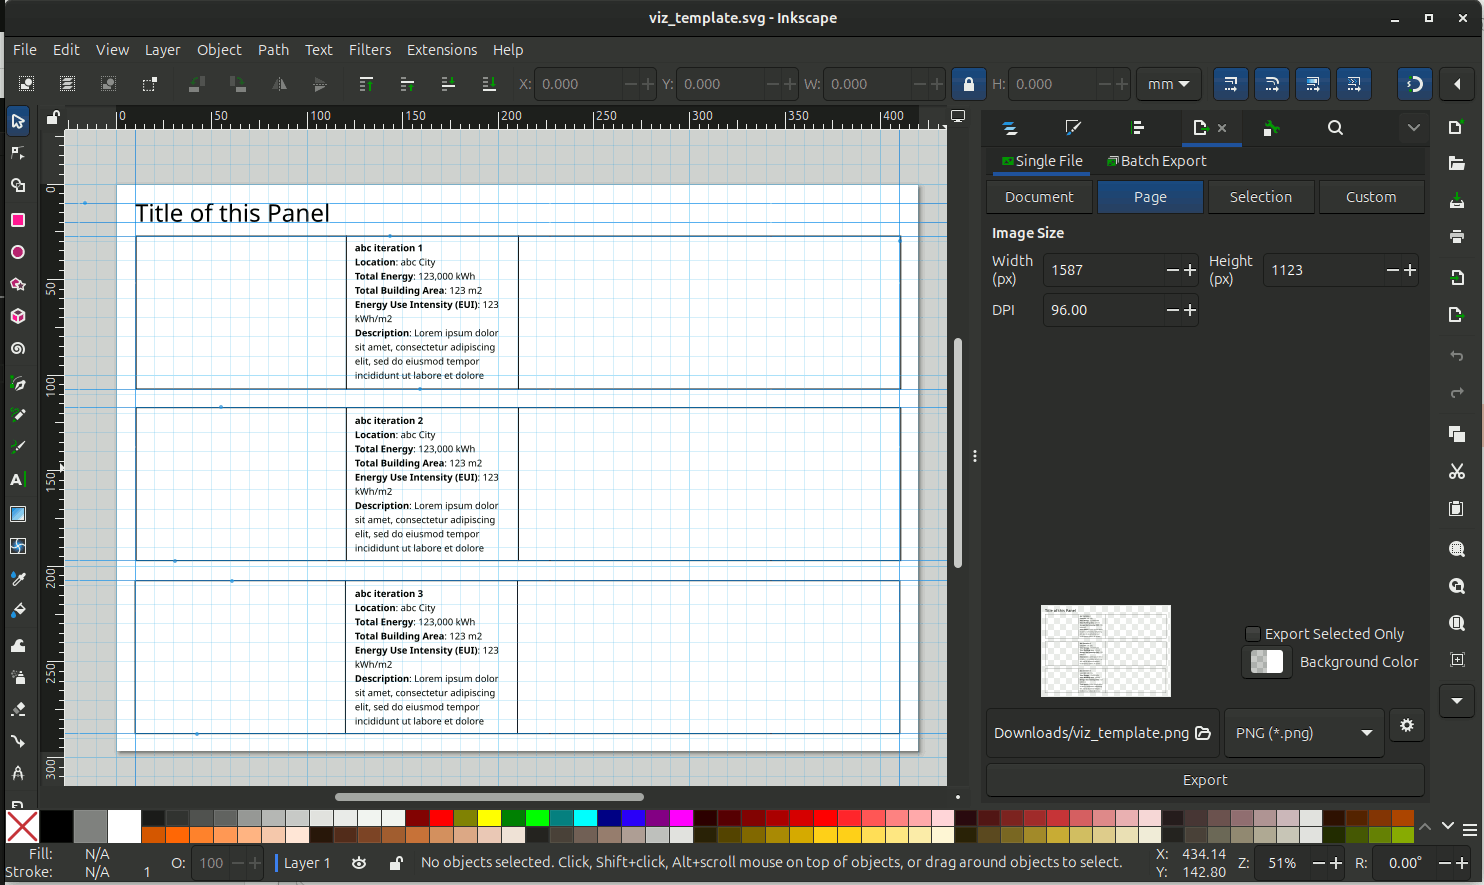 viz_template.svg - Inkscape
File Edit View Layer Object Path Text Filters Extensions Help
X: 0.000 Y: 0.000 W: 0.000 H: 0.000 mm
0 50 100 150 200 250 300 350 400
Single File Batch Export
Document Page Selection Custom
Image Size
Width (px) 1587 Height (px) 1123
DPI 96.00
0
50
100
150
200
250
300
Title of this Panel
abc iteration 1
Location: abc City
Total Energy: 123,000 kWh
Total Building Area: 123 m2
Energy Use Intensity (EUI): 123
kWh/m2
Description: Lorem ipsum dolor
sit amet, consectetur adipiscing
elit, sed do eiusmod tempor
incididunt ut labore et dolore
abc iteration 2
Location: abc City
Total Energy: 123,000 kWh
Total Building Area: 123 m2
Energy Use Intensity (EUI): 123
kWh/m2
Description: Lorem ipsum dolor
sit amet, consectetur adipiscing
elit, sed do eiusmod tempor
incididunt ut labore et dolore
abc iteration 3
Location: abc City
Total Energy: 123,000 kWh
Total Building Area: 123 m2
Energy Use Intensity (EUI): 123
kWh/m2
Description: Lorem ipsum dolor
sit amet, consectetur adipiscing
elit, sed do eiusmod tempor
incididunt ut labore et dolore
Title of this Panel
Export Selected Only
Background Color
Downloads/viz_template.png PNG (*.png)
Export
Fill: N/A
Stroke: N/A 1
O: 100 Layer 1 No objects selected. Click, Shift+click, Alt+scroll mouse on top of objects, or drag around objects to select.
X: 434.14
Y: 142.80
Z: 51% R: 0.00°